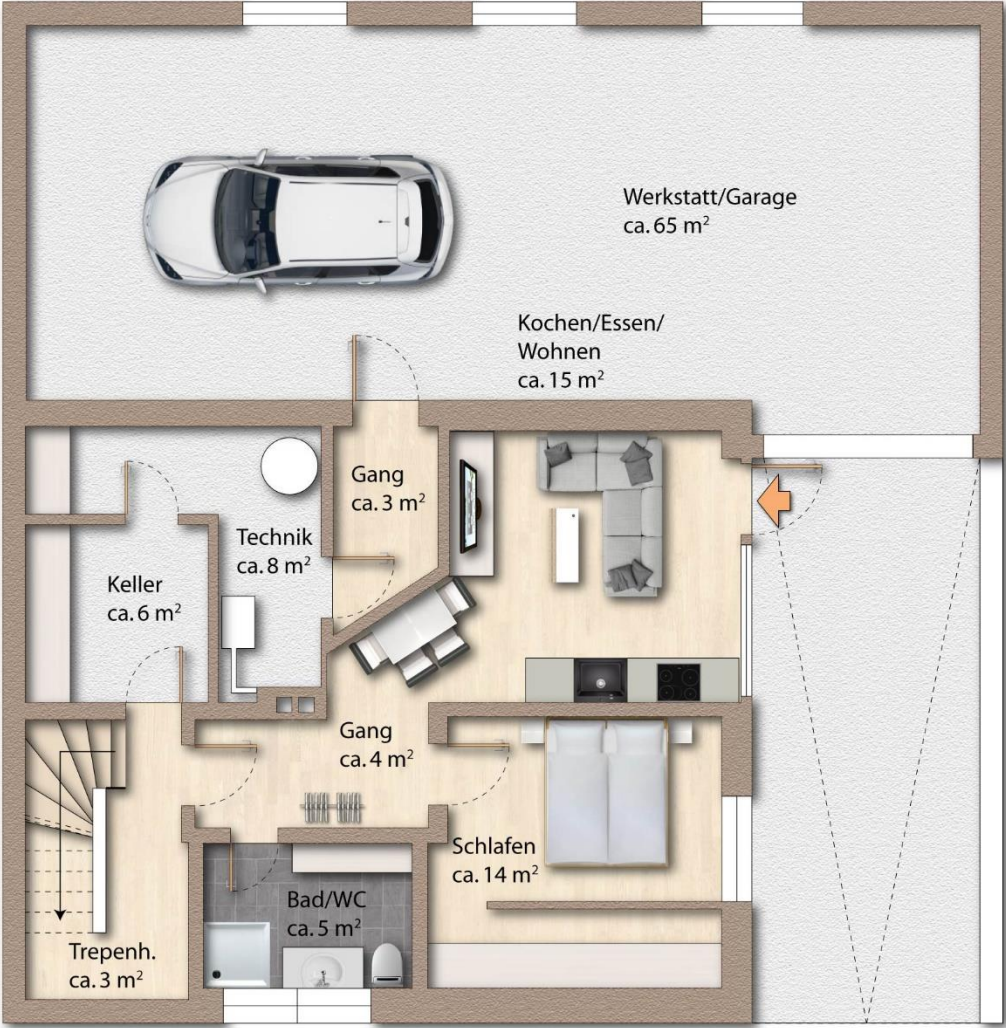 Werkstatt/Garage
ca. 65 m²
Kochen/Essen/
Wohnen
ca. 15 m²
Gang
ca. 3 m²
Technik
ca. 8 m²
Keller
ca. 6 m²
Gang
ca. 4 m²
Schlafen
ca. 14 m²
Bad/WC
ca. 5 m²
Trepenh.
ca. 3 m²